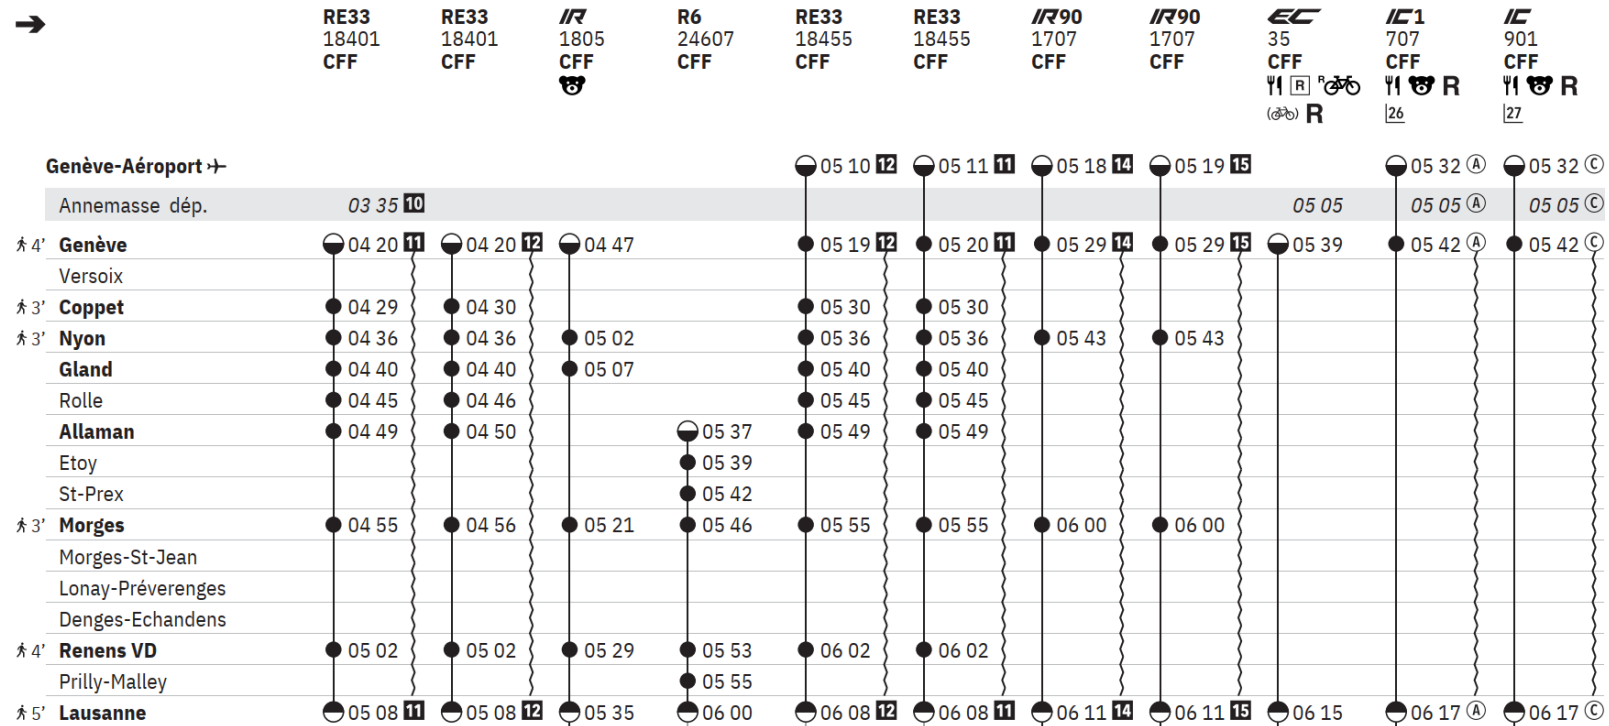 RE33 RE33 IR R6 RE33 RE33 IR90 IR90 EC IC1 IC
18401 18401 1805 24607 18455 18455 1707 1707 35 707 901
CFF CFF CFF CFF CFF CFF CFF CFF CFF CFF CFF
R R R R
R 26 27
Genève-Aéroport 05 10 12 05 11 11 05 18 14 05 19 15 05 32 A 05 32 C
Annemasse dép. 03 35 10 05 05 05 05 A 05 05 C
4’ Genève 04 20 11 04 20 12 04 47 05 19 12 05 20 11 05 29 14 05 29 15 05 39 05 42 A 05 42 C
Versoix
3’ Coppet 04 29 04 30 05 30 05 30
3’ Nyon 04 36 04 36 05 02 05 36 05 36 05 43 05 43
Gland 04 40 04 40 05 07 05 40 05 40
Rolle 04 45 04 46 05 45 05 45
Allaman 04 49 04 50 05 37 05 49 05 49
Etoy 05 39
St-Prex 05 42
3’ Morges 04 55 04 56 05 21 05 46 05 55 05 55 06 00 06 00
Morges-St-Jean
Lonay-Préverenges
Denges-Echandens
4’ Renens VD 05 02 05 02 05 29 05 53 06 02 06 02
Prilly-Malley 05 55
5’ Lausanne 05 08 11 05 08 12 05 35 06 00 06 08 12 06 08 11 06 11 14 06 11 15 06 15 06 17 A 06 17 C